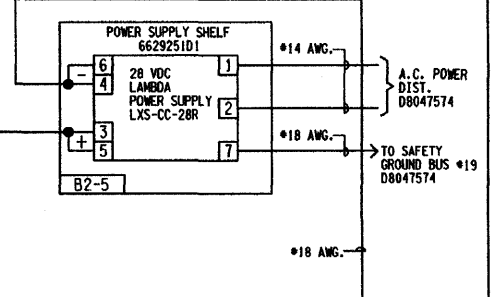 POWER SUPPLY SHELF
6629251D1
#14 AWG.
6
-
4
28 VDC
LAMBDA
POWER SUPPLY
LXS-CC-28R
1
2
A.C. POWER
DIST.
D8047574
3
+
5
7
#18 AWG.
TO SAFETY
GROUND BUS #19
D8047574
B2-5
#18 AWG.